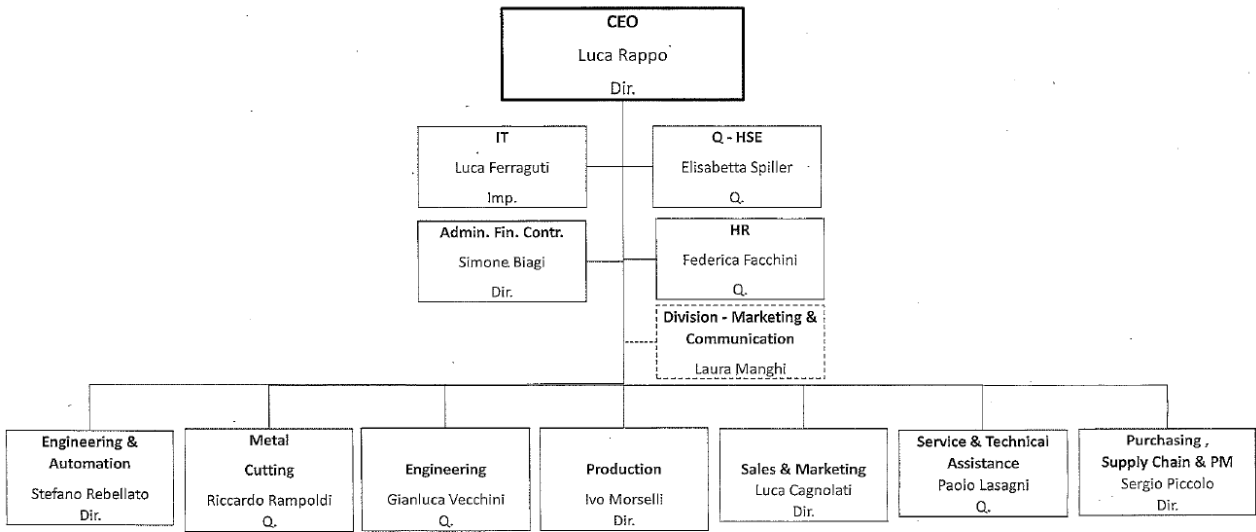 CEO
Luca Rappo
Dir.
IT
Luca Ferraguti
Imp.
Q - HSE
Elisabetta Spiller
Q.
Admin. Fin. Contr.
Simone Biagi
Dir.
HR
Federica Facchini
Q.
Division - Marketing &
Communication
Laura Manghi
Engineering &
Automation
Stefano Rebellato
Dir.
Metal
Cutting
Riccardo Rampoldi
Q.
Engineering
Gianluca Vecchini
Q.
Production
Ivo Morselli
Dir.
Sales & Marketing
Luca Cagnolati
Dir.
Service & Technical
Assistance
Paolo Lasagni
Q.
Purchasing ,
Supply Chain & PM
Sergio Piccolo
Dir.